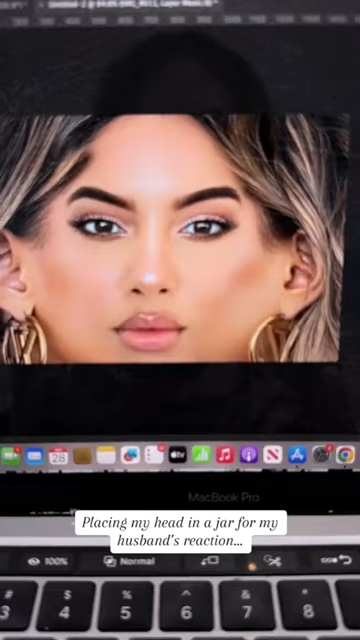 MacBook Pro
Placing my head in a jar for my
husband's reaction...
100%
Normal
# $ % ^ & *
3 4 5 6 7 8